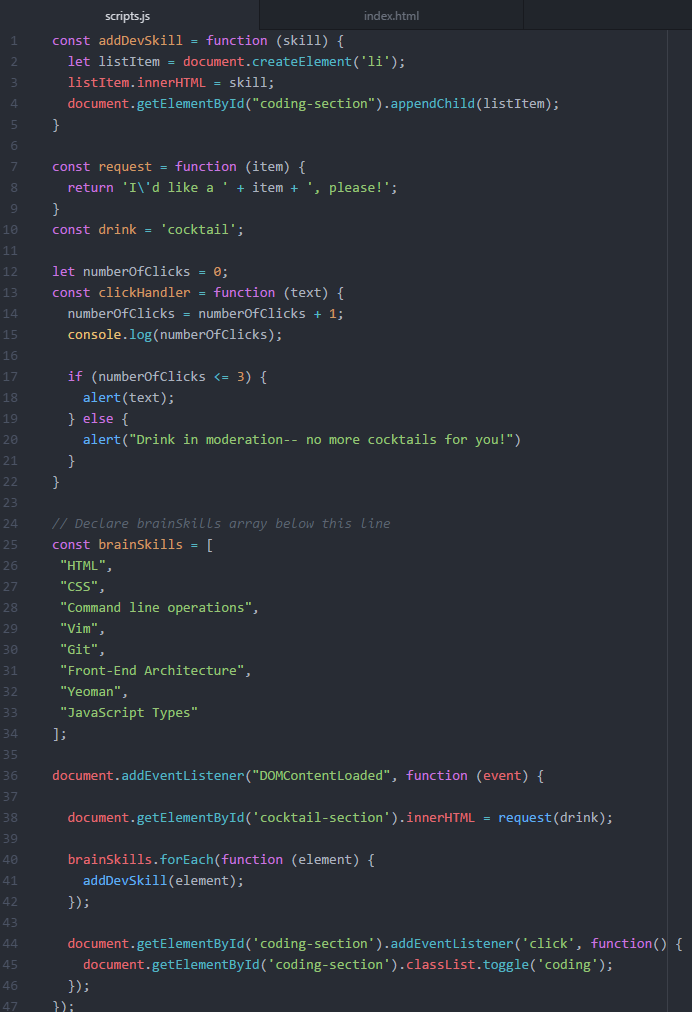 scripts.js index.html
1 const addDevSkill = function (skill) {
2   let listItem = document.createElement('li');
3   listItem.innerHTML = skill;
4   document.getElementById("coding-section").appendChild(listItem);
5 }
6
7 const request = function (item) {
8   return 'I\'d like a ' + item + ', please!';
9 }
10 const drink = 'cocktail';
11
12 let numberOfClicks = 0;
13 const clickHandler = function (text) {
14   numberOfClicks = numberOfClicks + 1;
15   console.log(numberOfClicks);
16
17   if (numberOfClicks <= 3) {
18     alert(text);
19   } else {
20     alert("Drink in moderation-- no more cocktails for you!")
21   }
22 }
23
24 // Declare brainSkills array below this line
25 const brainSkills = [
26  "HTML",
27  "CSS",
28  "Command line operations",
29  "Vim",
30  "Git",
31  "Front-End Architecture",
32  "Yeoman",
33  "JavaScript Types"
34 ];
35
36 document.addEventListener("DOMContentLoaded", function (event) {
37
38   document.getElementById('cocktail-section').innerHTML = request(drink);
39
40   brainSkills.forEach(function (element) {
41     addDevSkill(element);
42   });
43
44   document.getElementById('coding-section').addEventListener('click', function() {
45     document.getElementById('coding-section').classList.toggle('coding');
46   });
47 });